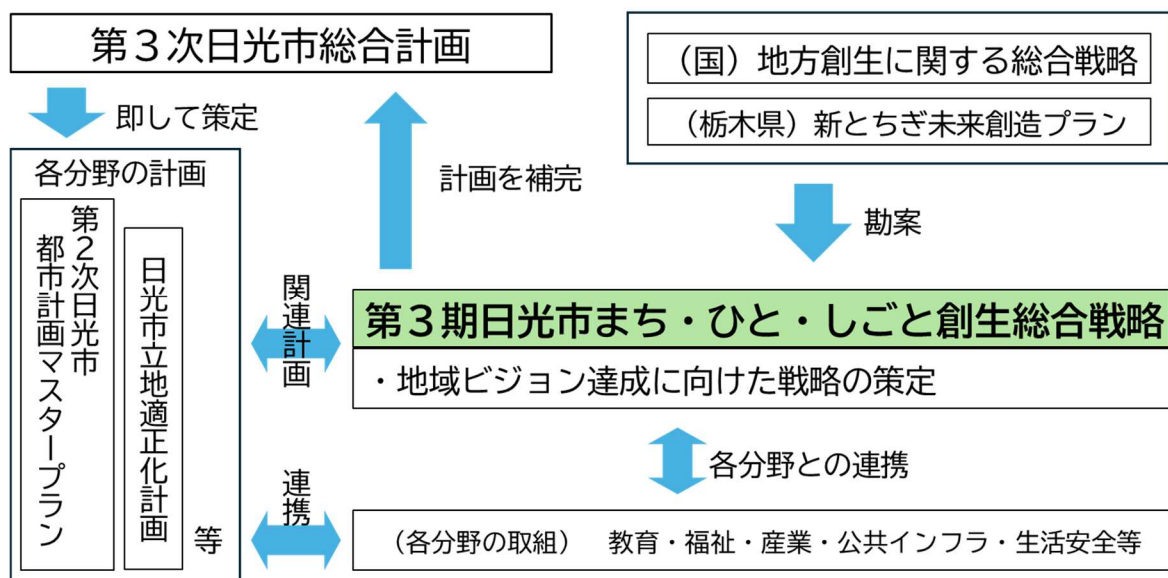 第３次日光市総合計画
（国）地方創生に関する総合戦略
（栃木県）新とちぎ未来創造プラン
即して策定
計画を補完
勘案
各分野の計画
第２次日光市
都市計画マスタープラン
日光市立地適正化計画
等
関連計画
第３期日光市まち・ひと・しごと創生総合戦略
・地域ビジョン達成に向けた戦略の策定
各分野との連携
連携
（各分野の取組）　教育・福祉・産業・公共インフラ・生活安全等